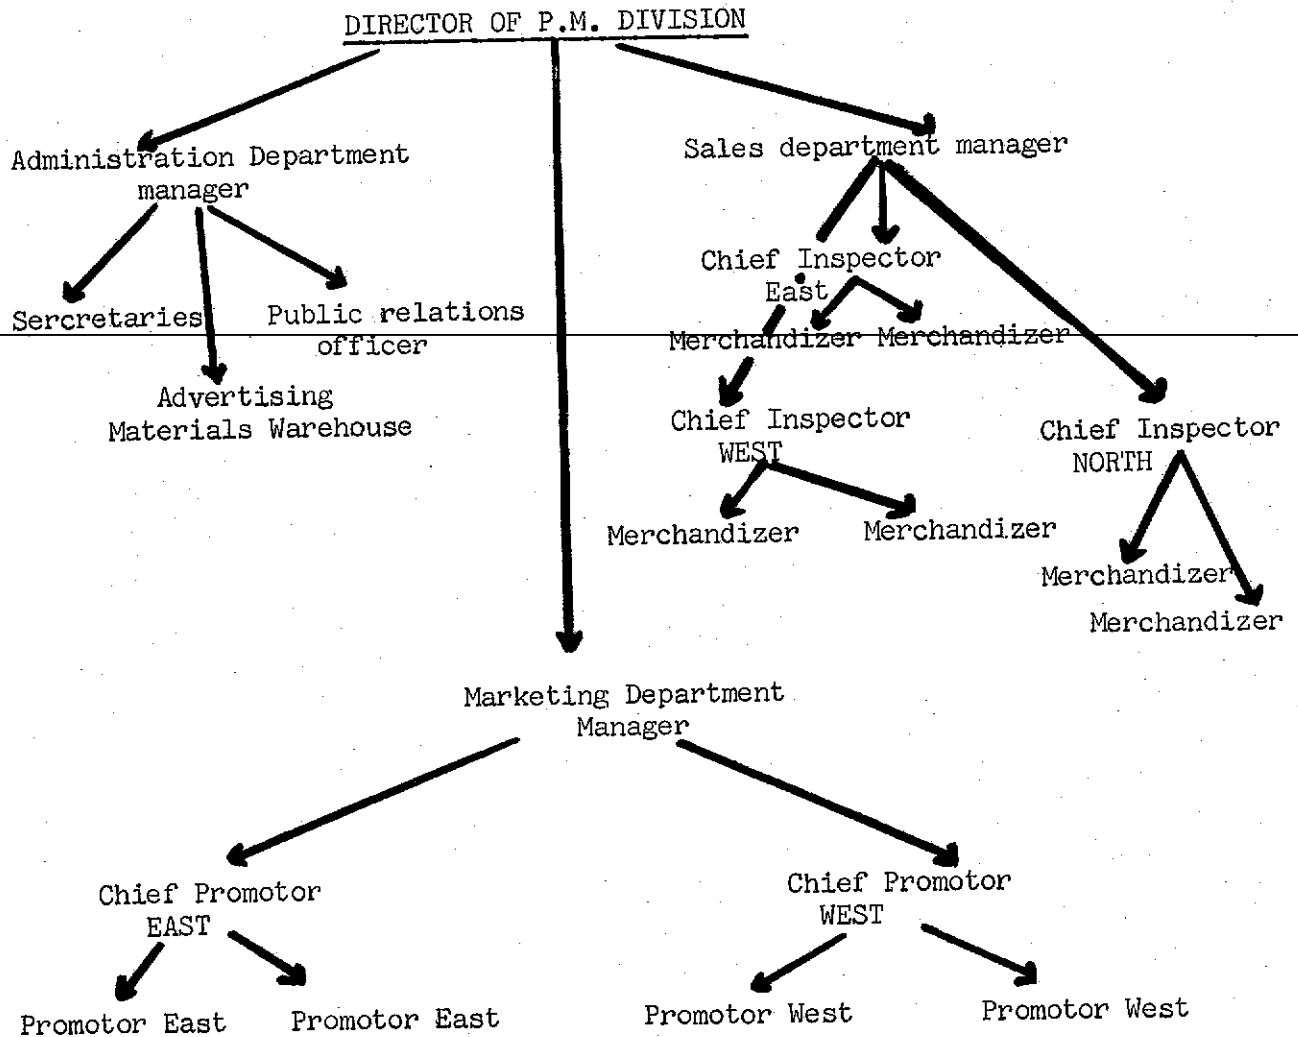 DIRECTOR OF P.M. DIVISION
Administration Department
manager
Sales department manager
Sercretaries
Public relations
officer
Advertising
Materials Warehouse
Chief Inspector
East
Merchandizer Merchandizer
Chief Inspector
WEST
Merchandizer
Merchandizer
Chief Inspector
NORTH
Merchandizer
Merchandizer
Marketing Department
Manager
Chief Promotor
EAST
Promotor East
Promotor East
Chief Promotor
WEST
Promotor West
Promotor West